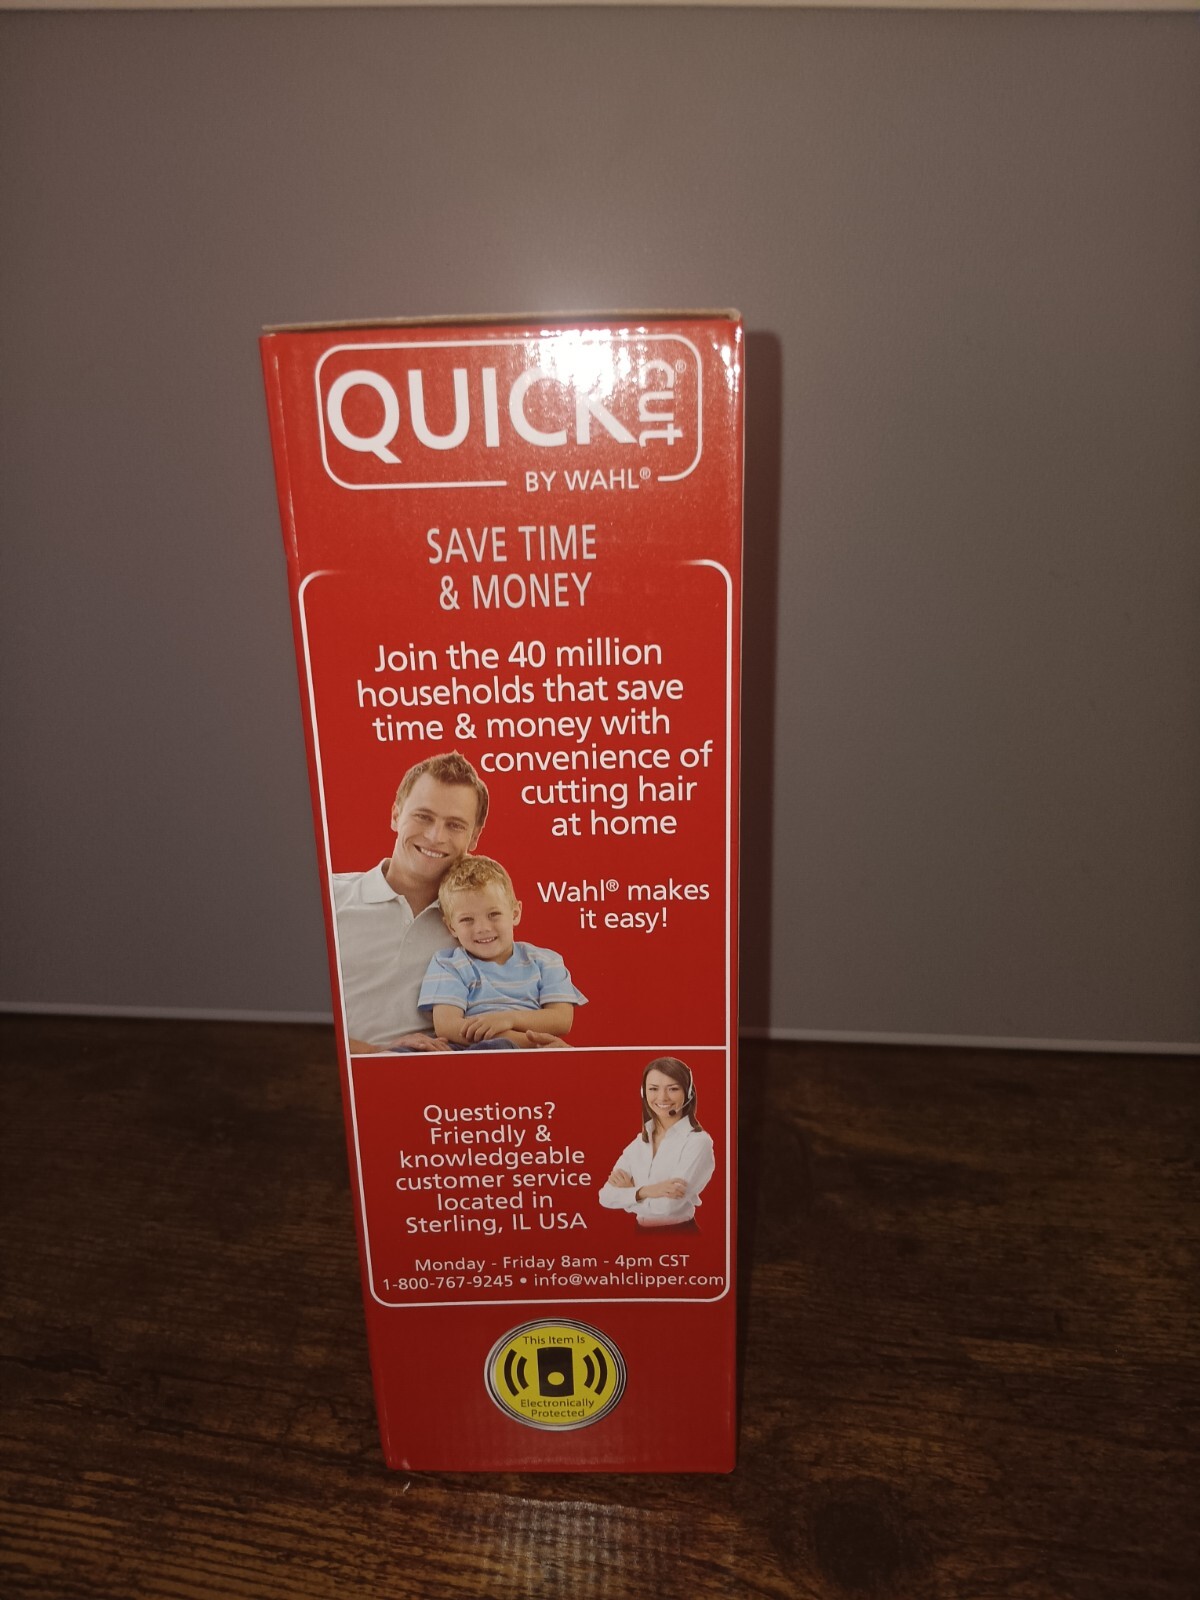 QUICK cut®
BY WAHL®
SAVE TIME
& MONEY
Join the 40 million
households that save
time & money with
convenience of
cutting hair
at home
Wahl® makes
it easy!
Questions?
Friendly &
knowledgeable
customer service
located in
Sterling, IL USA
Monday - Friday 8am - 4pm CST
1-800-767-9245 • info@wahlclipper.com
This Item Is
Electronically
Protected